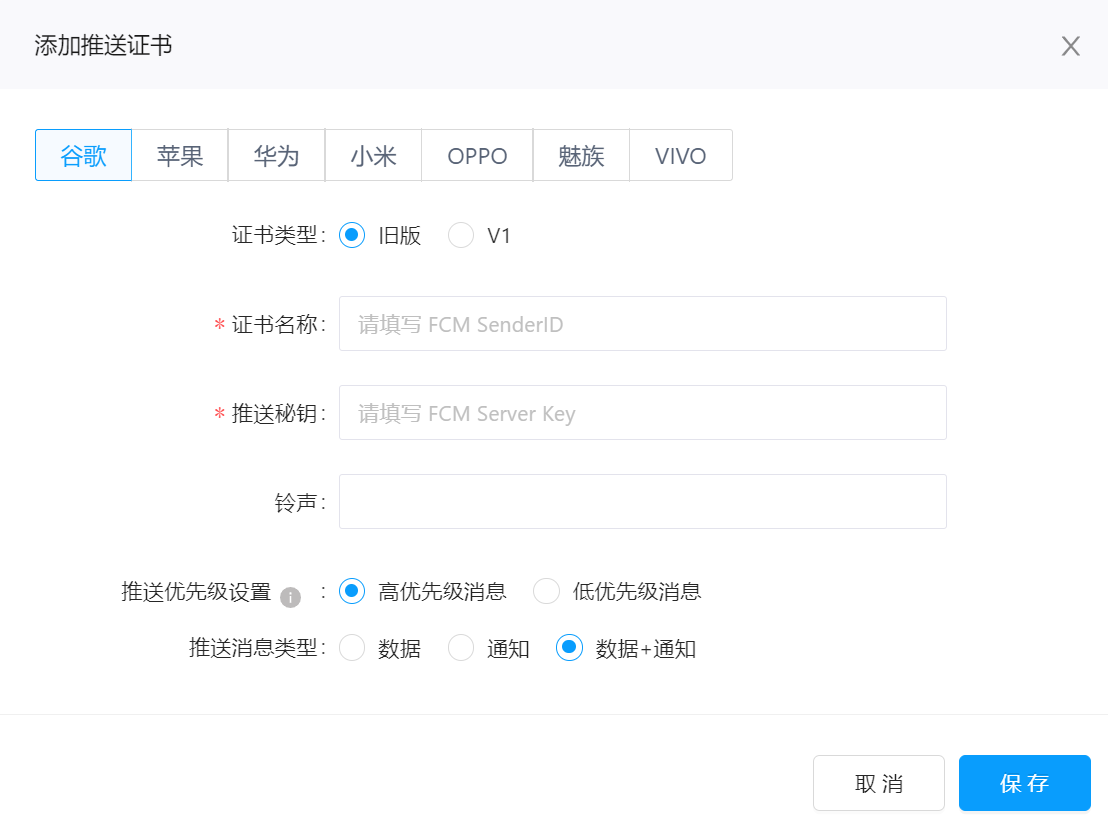 添加推送证书
谷歌 苹果 华为 小米 OPPO 魅族 VIVO
证书类型: 旧版 V1
* 证书名称: 请填写 FCM SenderID
* 推送秘钥: 请填写 FCM Server Key
铃声:
推送优先级设置 i : 高优先级消息 低优先级消息
推送消息类型: 数据 通知 数据+通知
取 消 保 存